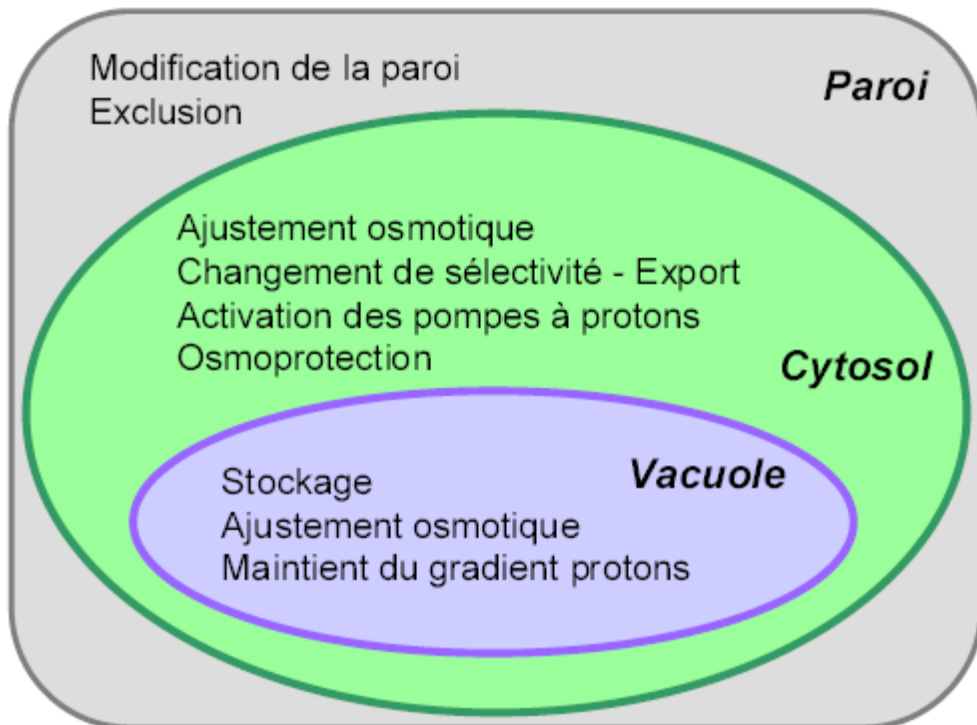 Modification de la paroi
Exclusion
Paroi
Ajustement osmotique
Changement de sélectivité - Export
Activation des pompes à protons
Osmoprotection
Cytosol
Stockage
Ajustement osmotique
Maintient du gradient protons
Vacuole